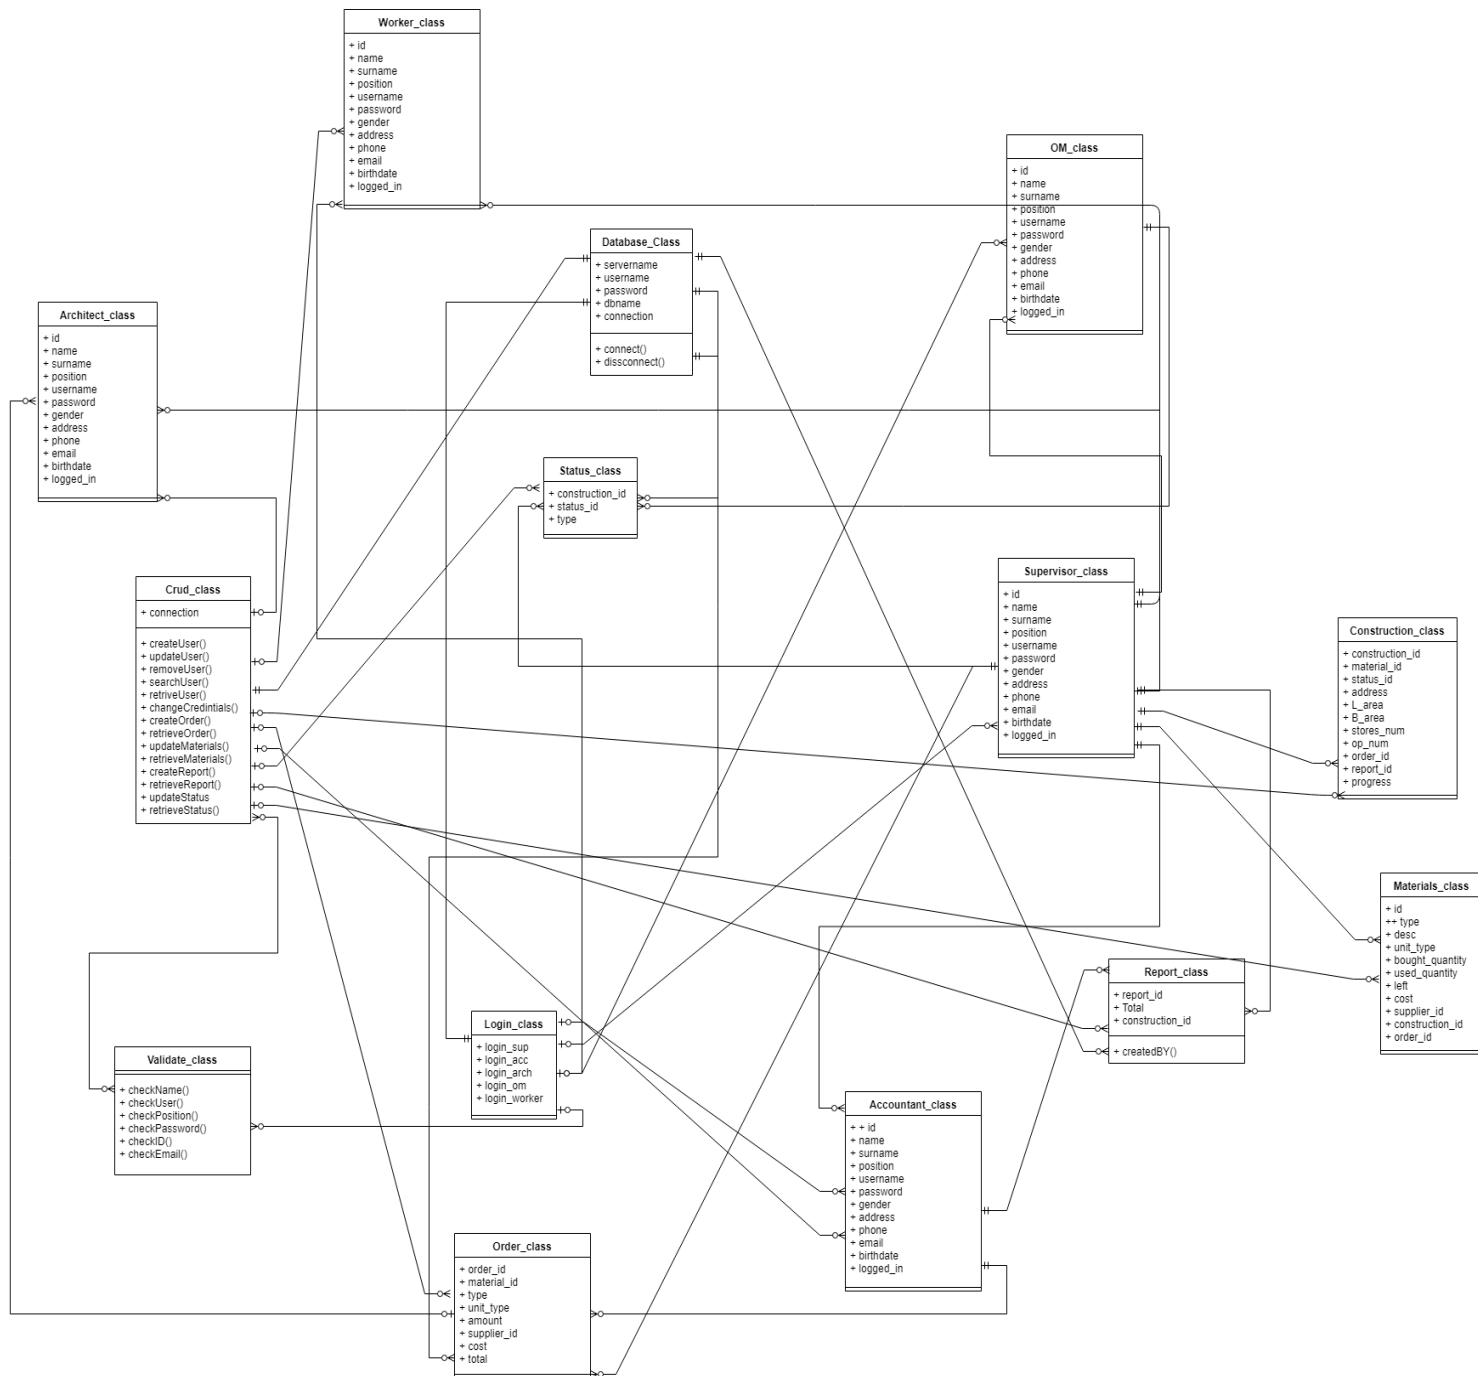 Worker_class
+ id
+ name
+ surname
+ position
+ username
+ password
+ gender
+ address
+ phone
+ email
+ birthdate
+ logged_in
OM_class
+ id
+ name
+ surname
+ position
+ username
+ password
+ gender
+ address
+ phone
+ email
+ birthdate
+ logged_in
Database_Class
+ servername
+ username
+ password
+ dbname
+ connection
+ connect()
+ dissconnect()
Architect_class
+ id
+ name
+ surname
+ position
+ username
+ password
+ gender
+ address
+ phone
+ email
+ birthdate
+ logged_in
Status_class
+ construction_id
+ status_id
+ type
Supervisor_class
+ id
+ name
+ surname
+ position
+ username
+ password
+ gender
+ address
+ phone
+ email
+ birthdate
+ logged_in
Crud_class
+ connection
+ createUser()
+ updateUser()
+ removeUser()
+ searchUser()
+ retriveUser()
+ changeCredintials()
+ createOrder()
+ retrieveOrder()
+ updateMaterials()
+ retrieveMaterials()
+ createReport()
+ retrieveReport()
+ updateStatus
+ retrieveStatus()
Construction_class
+ construction_id
+ material_id
+ status_id
+ address
+ L_area
+ B_area
+ stores_num
+ op_num
+ order_id
+ report_id
+ progress
Materials_class
+ id
++ type
+ desc
+ unit_type
+ bought_quantity
+ used_quantity
+ left
+ cost
+ supplier_id
+ construction_id
+ order_id
Report_class
+ report_id
+ Total
+ construction_id
+ createdBY()
Login_class
+ login_sup
+ login_acc
+ login_arch
+ login_om
+ login_worker
Validate_class
+ checkName()
+ checkUser()
+ checkPosition()
+ checkPassword()
+ checkID()
+ checkEmail()
Accountant_class
+ + id
+ name
+ surname
+ position
+ username
+ password
+ gender
+ address
+ phone
+ email
+ birthdate
+ logged_in
Order_class
+ order_id
+ material_id
+ type
+ unit_type
+ amount
+ supplier_id
+ cost
+ total